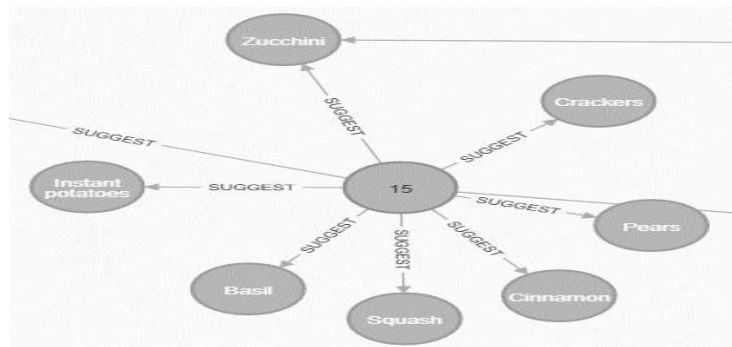 Zucchini
Crackers
SUGGEST
SUGGEST
SUGGEST
Instant
potatoes
SUGGEST
15
SUGGEST
Pears
SUGGEST
SUGGEST
SUGGEST
Basil
Squash
Cinnamon